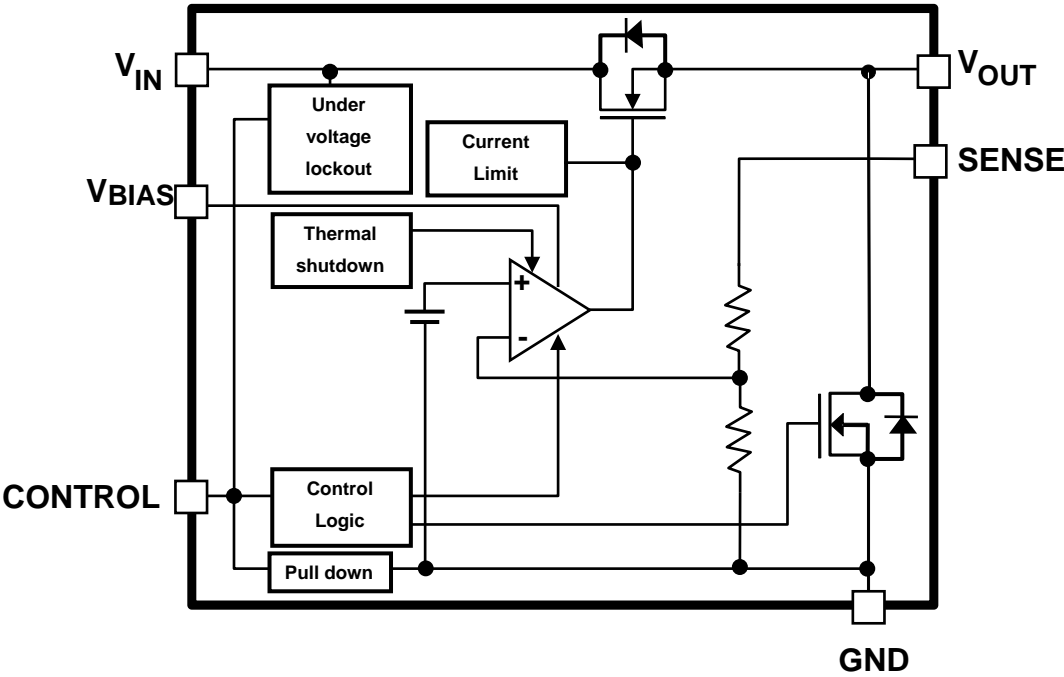 VIN
VOUT
Under
voltage
lockout
Current
Limit
SENSE
VBIAS
Thermal
shutdown
+
-
CONTROL
Control
Logic
Pull down
GND